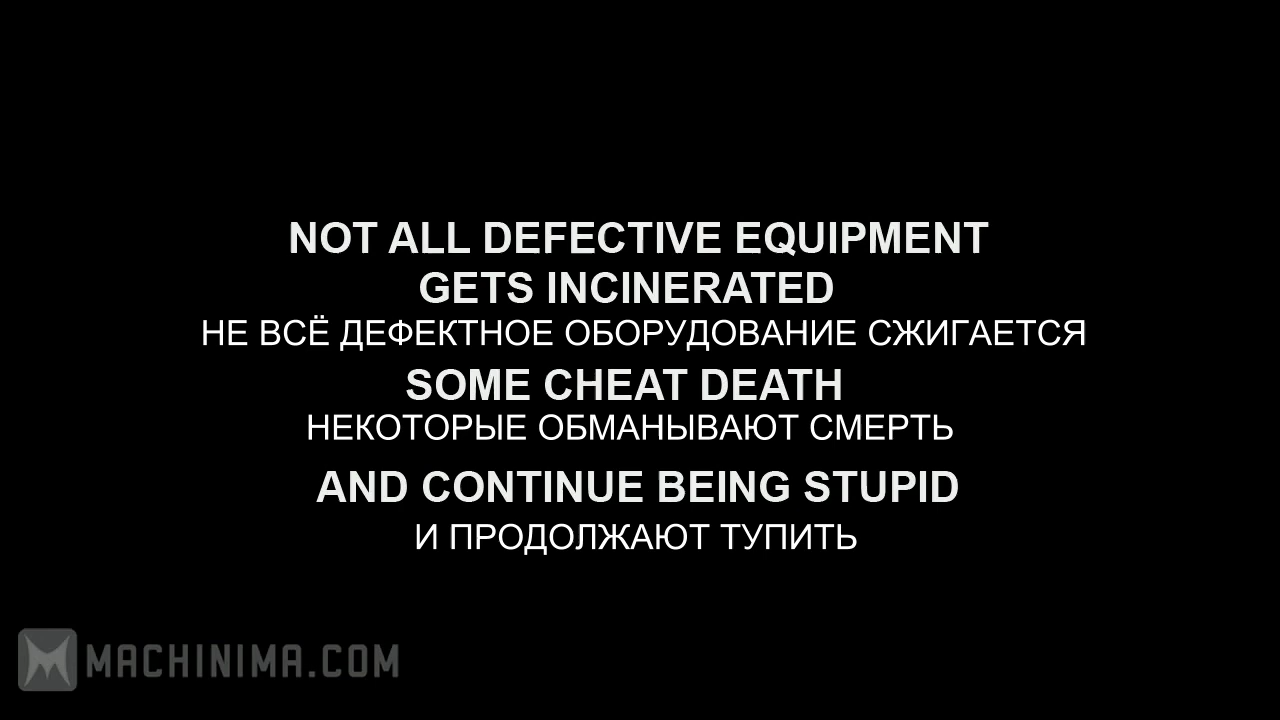 NOT ALL DEFECTIVE EQUIPMENT
GETS INCINERATED
НЕ ВСЁ ДЕФЕКТНОЕ ОБОРУДОВАНИЕ СЖИГАЕТСЯ
SOME CHEAT DEATH
НЕКОТОРЫЕ ОБМАНЫВАЮТ СМЕРТЬ
AND CONTINUE BEING STUPID
И ПРОДОЛЖАЮТ ТУПИТЬ
MACHINIMA.COM